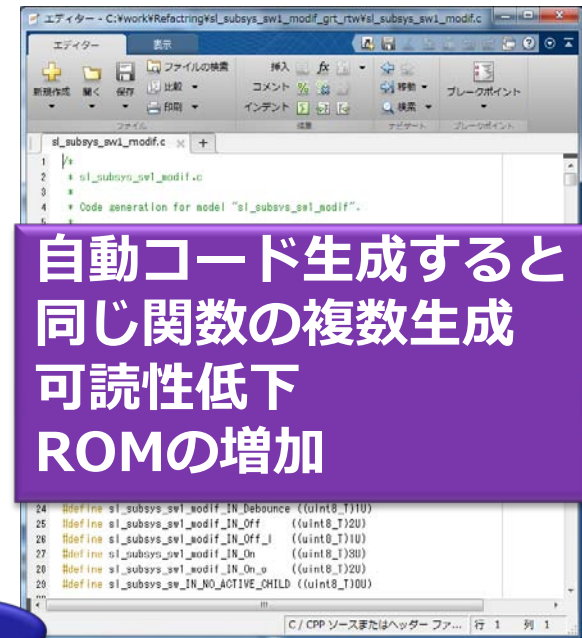 エディター - C:¥work¥Refactring¥sl_subsys_sw1_modif_grt_rtw¥sl_subsys_sw1_modif.c
エディター 表示
新規作成 開く 保存 ファイルの検索 比較 印刷
挿入 fx コメント インデント
移動 検索 ブレークポイント
ファイル 編集 ナビゲート ブレークポイント
sl_subsys_sw1_modif.c × +
1 /*
2 * sl_subsys_sw1_modif.c
3 *
4 * Code generation for model "sl_subsys_sw1_modif".
5 *
自動コード生成すると
同じ関数の複数生成
可読性低下
ROMの増加
24 #define sl_subsys_sw1_modif_IN_Debounce ((uint8_T)1U)
25 #define sl_subsys_sw1_modif_IN_Off ((uint8_T)2U)
26 #define sl_subsys_sw1_modif_IN_Off_l ((uint8_T)1U)
27 #define sl_subsys_sw1_modif_IN_On ((uint8_T)3U)
28 #define sl_subsys_sw1_modif_IN_On_o ((uint8_T)2U)
29 #define sl_subsys_sw_IN_NO_ACTIVE_CHILD ((uint8_T)0U)
C / CPP ソースまたはヘッダー ファ... 行 1 列 1